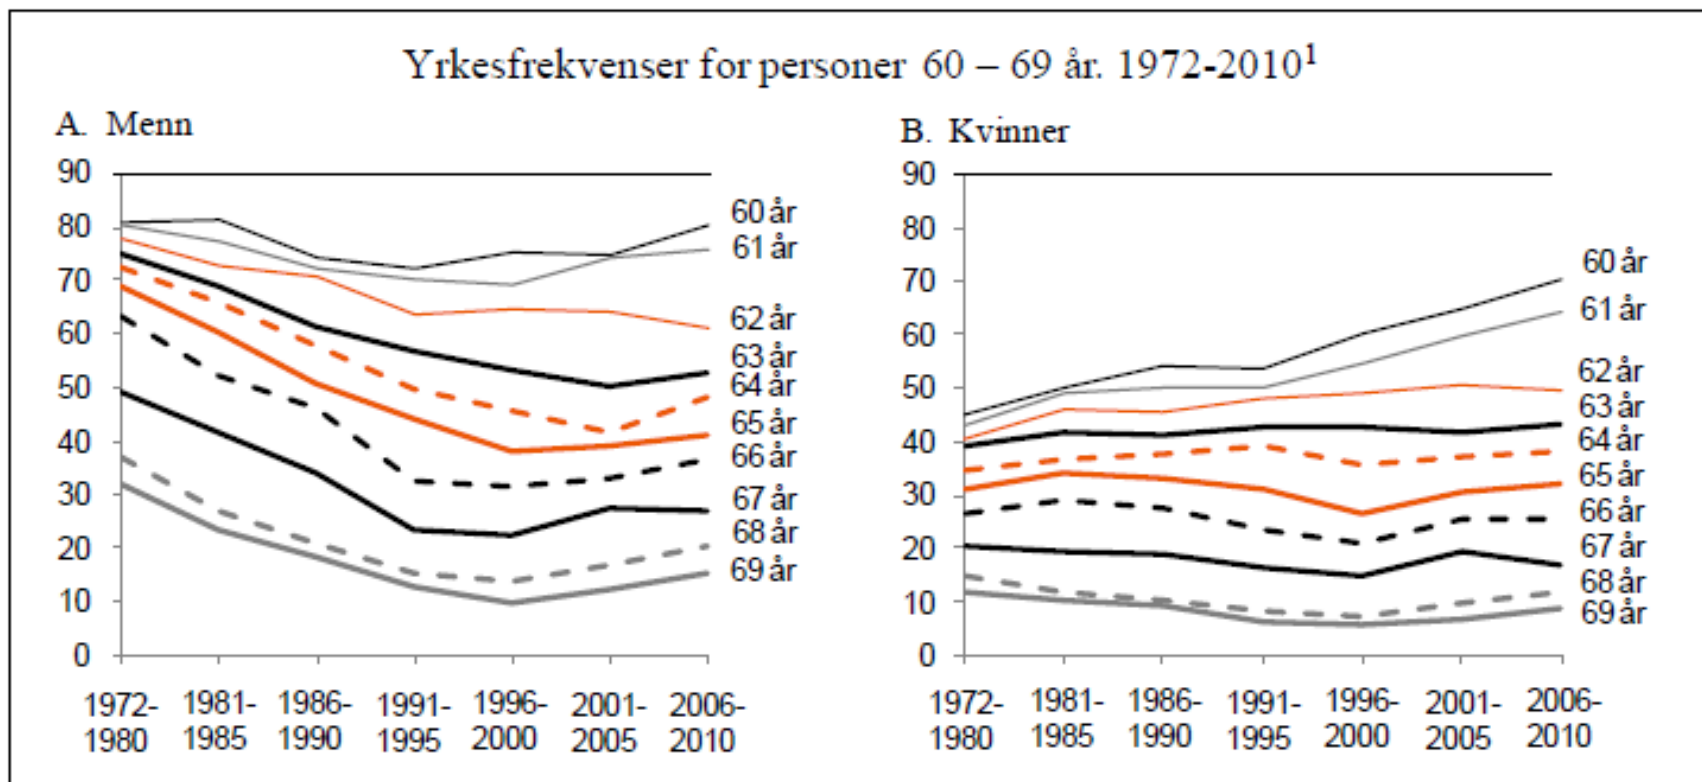 Yrkesfrekvenser for personer 60 – 69 år. 1972-2010¹
A. Menn
90
80
70
60
50
40
30
20
10
0
1972-1980
1981-1985
1986-1990
1991-1995
1996-2000
2001-2005
2006-2010
60 år
61 år
62 år
63 år
64 år
65 år
66 år
67 år
68 år
69 år
B. Kvinner
90
80
70
60
50
40
30
20
10
0
1972-1980
1981-1985
1986-1990
1991-1995
1996-2000
2001-2005
2006-2010
60 år
61 år
62 år
63 år
64 år
65 år
66 år
67 år
68 år
69 år